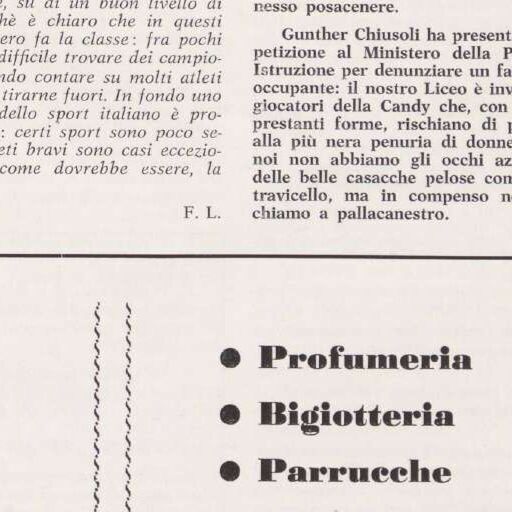 , su di un buon livello di
hè è chiaro che in questi
ero fa la classe: fra pochi
difficile trovare dei campio-
ndo contare su molti atleti
tirarne fuori. In fondo uno
dello sport italiano è pro-
: certi sport sono poco se-
eti bravi sono casi eccezio-
come dovrebbe essere, la
F. L.
nesso posacenere.
Gunther Chiusoli ha present
petizione al Ministero della P
Istruzione per denunziare un fa
occupante: il nostro Liceo è inv
giocatori della Candy che, con
prestanti forme, rischiano di p
alla più nera penuria di donne
noi non abbiamo gli occhi az
delle belle casacche pelose com
travicello, ma in compenso n
chiamo a pallacanestro.
● Profumeria
● Bigiotteria
● Parrucche